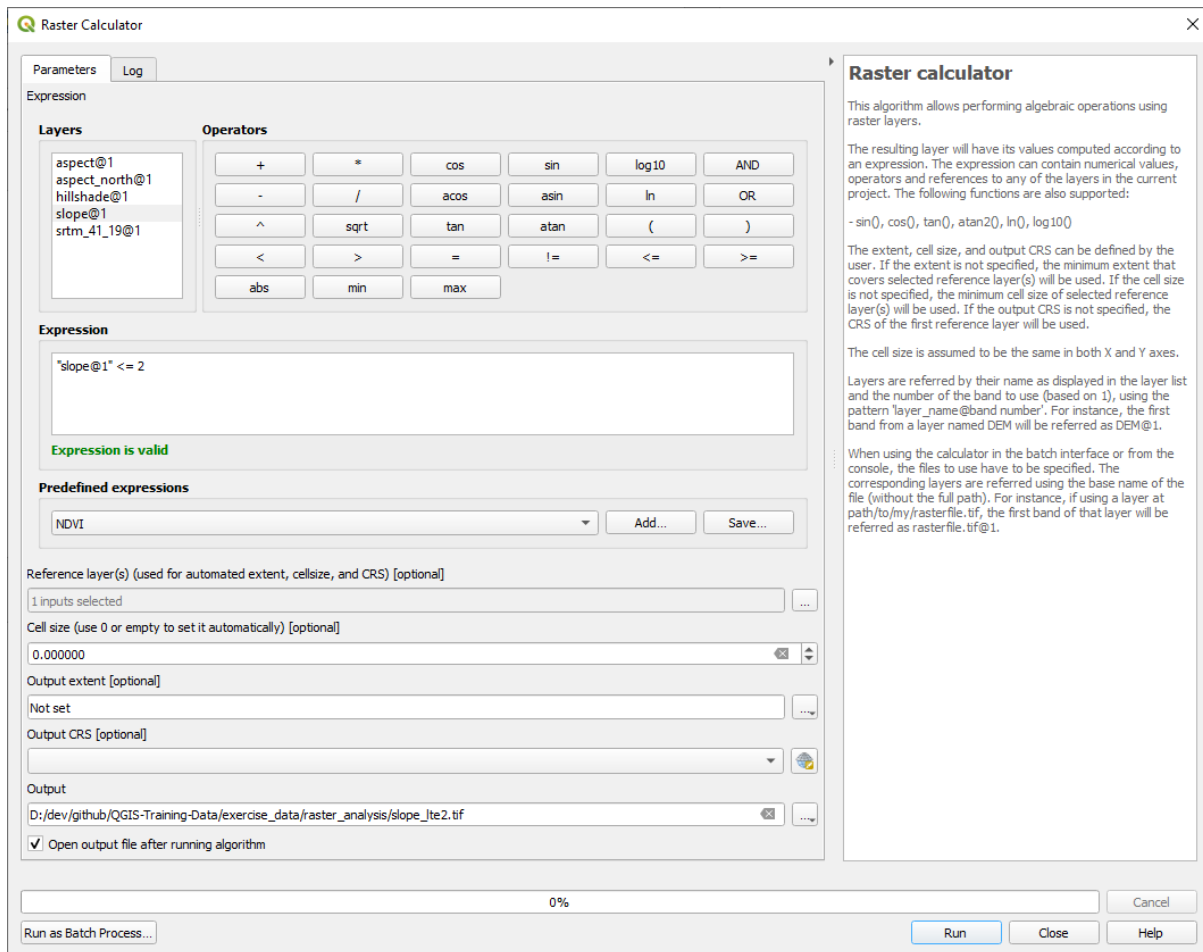 Raster Calculator
Parameters
Log
Expression
Layers
Operators
aspect@1
aspect_north@1
hillshade@1
slope@1
srtm_41_19@1
+ * cos sin log10 AND
- / acos asin ln OR
^ sqrt tan atan ( )
< > = != <= >=
abs min max
Expression
"slope@1" <= 2
Expression is valid
Predefined expressions
NDVI
Add...
Save...
Reference layer(s) (used for automated extent, cellsize, and CRS) [optional]
1 inputs selected
...
Cell size (use 0 or empty to set it automatically) [optional]
0.000000
Output extent [optional]
Not set
...
Output CRS [optional]
Output
D:/dev/github/QGIS-Training-Data/exercise_data/raster_analysis/slope_lte2.tif
...
Open output file after running algorithm
Raster calculator
This algorithm allows performing algebraic operations using
raster layers.
The resulting layer will have its values computed according to
an expression. The expression can contain numerical values,
operators and references to any of the layers in the current
project. The following functions are also supported:
- sin(), cos(), tan(), atan2(), ln(), log10()
The extent, cell size, and output CRS can be defined by the
user. If the extent is not specified, the minimum extent that
covers selected reference layer(s) will be used. If the cell size
is not specified, the minimum cell size of selected reference
layer(s) will be used. If the output CRS is not specified, the
CRS of the first reference layer will be used.
The cell size is assumed to be the same in both X and Y axes.
Layers are referred by their name as displayed in the layer list
and the number of the band to use (based on 1), using the
pattern 'layer_name@band number'. For instance, the first
band from a layer named DEM will be referred as DEM@1.
When using the calculator in the batch interface or from the
console, the files to use have to be specified. The
corresponding layers are referred using the base name of the
file (without the full path). For instance, if using a layer at
path/to/my/rasterfile.tif, the first band of that layer will be
referred as rasterfile.tif@1.
0%
Cancel
Run as Batch Process...
Run
Close
Help